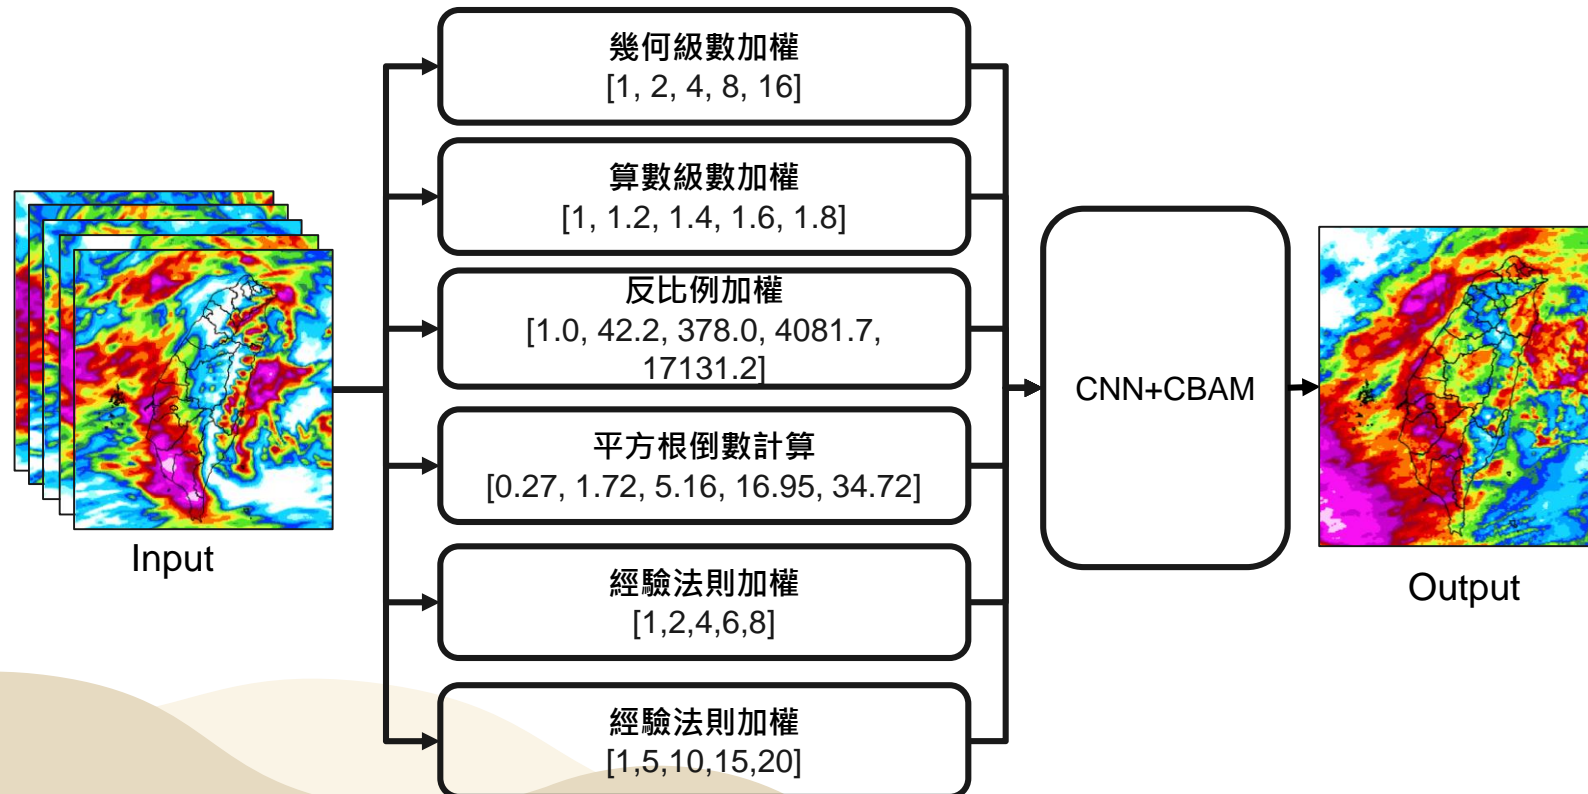 幾何級數加權
[1, 2, 4, 8, 16]
算數級數加權
[1, 1.2, 1.4, 1.6, 1.8]
反比例加權
[1.0, 42.2, 378.0, 4081.7,
17131.2]
平方根倒數計算
[0.27, 1.72, 5.16, 16.95, 34.72]
經驗法則加權
[1,2,4,6,8]
經驗法則加權
[1,5,10,15,20]
Input
CNN+CBAM
Output